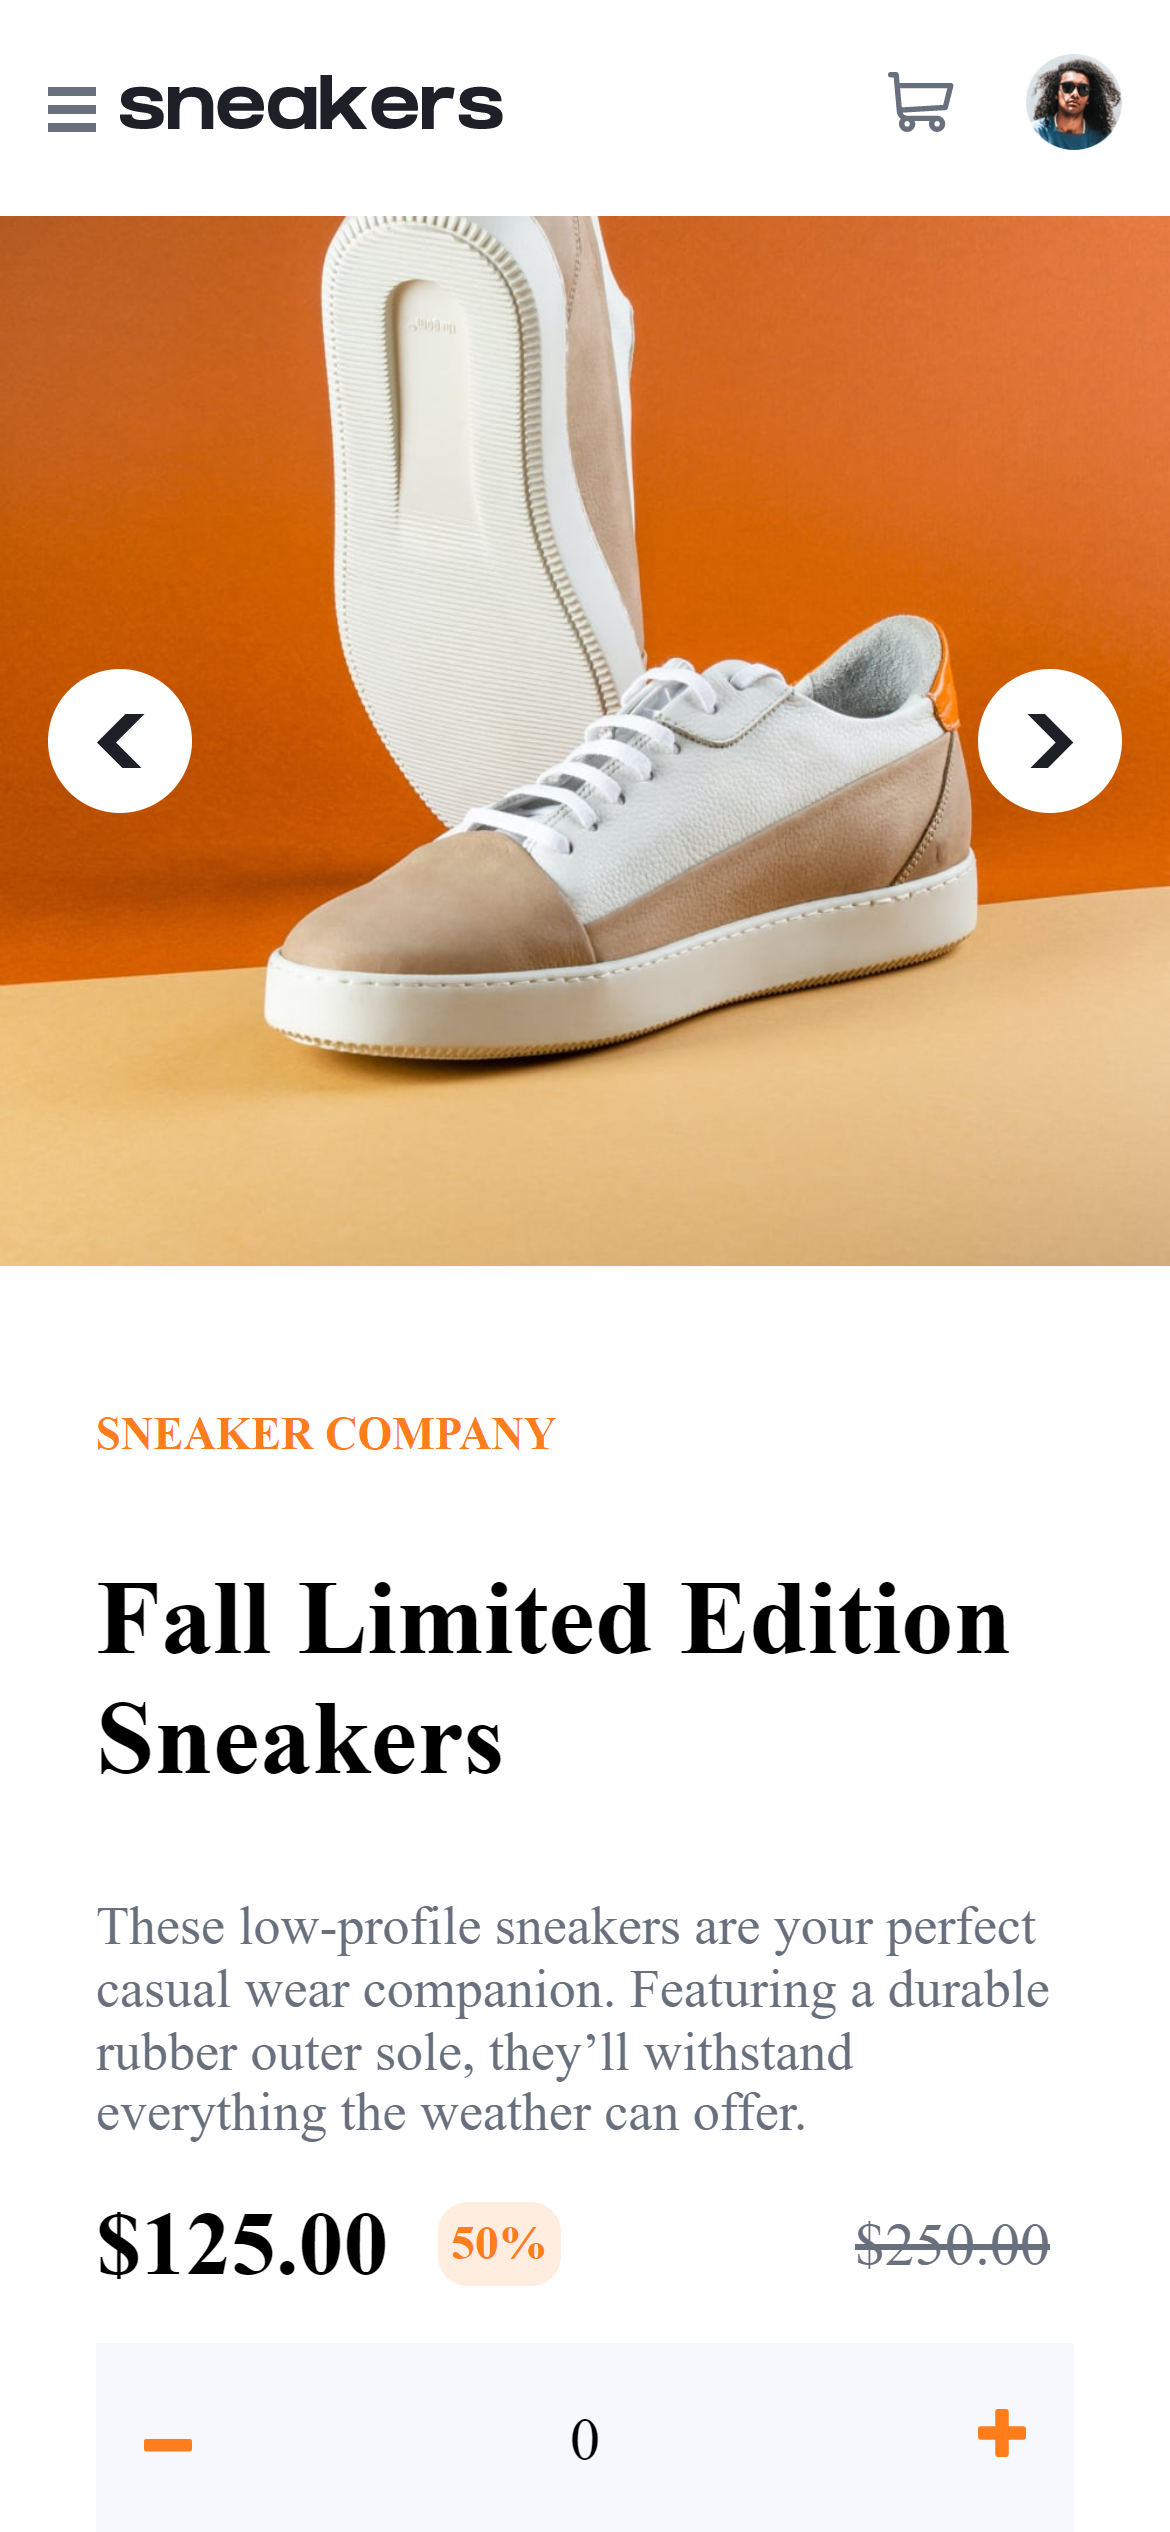 sneakers
SNEAKER COMPANY
Fall Limited Edition
Sneakers
These low-profile sneakers are your perfect
casual wear companion. Featuring a durable
rubber outer sole, they’ll withstand
everything the weather can offer.
$125.00 50% $250.00
0